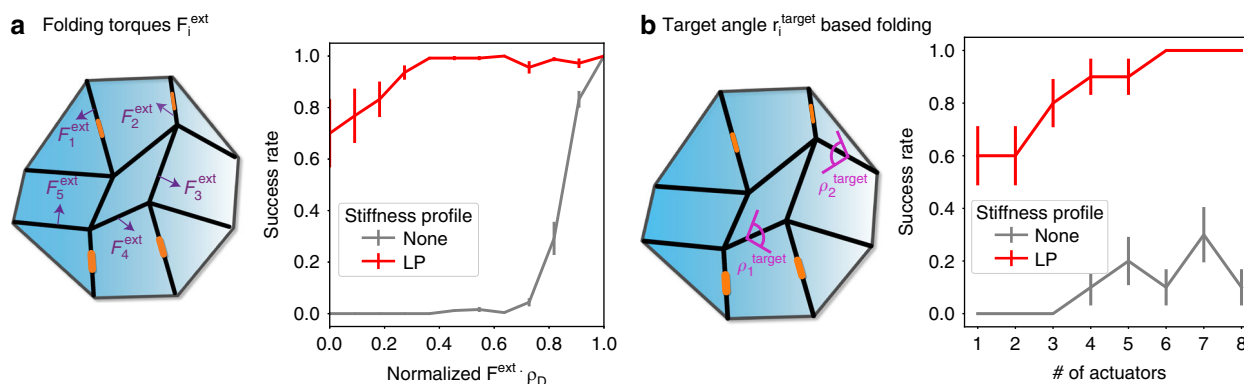 a Folding torques F_i^ext
F_1^ext
F_2^ext
F_3^ext
F_4^ext
F_5^ext
Success rate
1.0
0.8
0.6
0.4
0.2
0.0
Stiffness profile
None
LP
0.0 0.2 0.4 0.6 0.8 1.0
Normalized F^ext · ρ_D
b Target angle r_i^target based folding
ρ_2^target
ρ_1^target
Success rate
1.0
0.8
0.6
0.4
0.2
0.0
Stiffness profile
None
LP
1 2 3 4 5 6 7 8
# of actuators